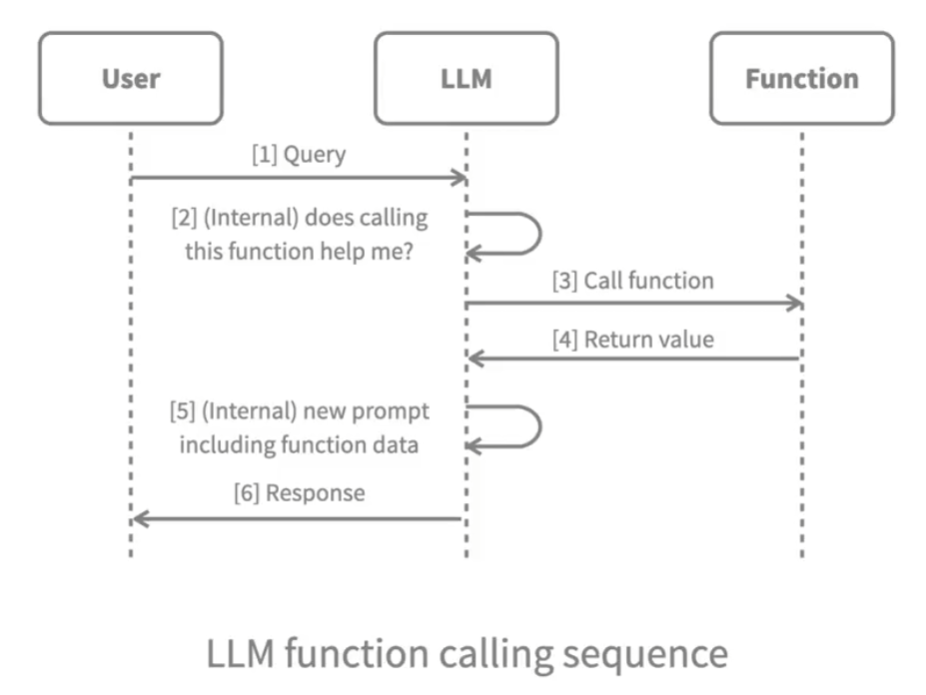 User
LLM
Function
[1] Query
[2] (Internal) does calling
this function help me?
[3] Call function
[4] Return value
[5] (Internal) new prompt
including function data
[6] Response
LLM function calling sequence